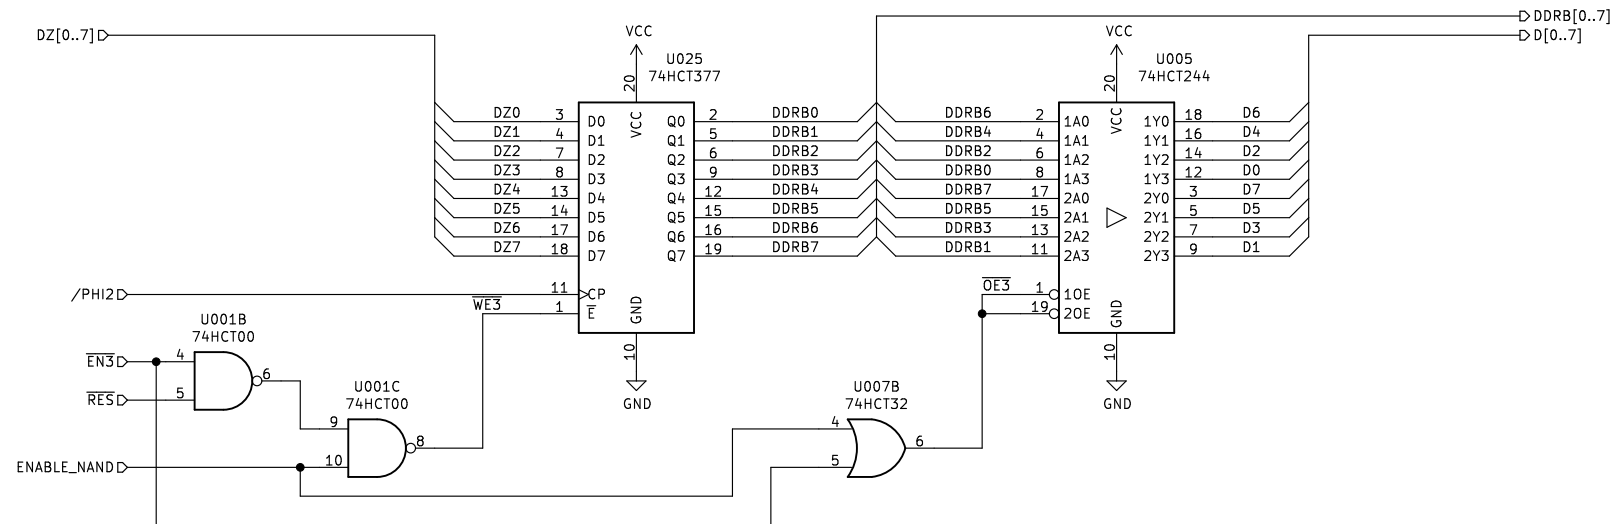 DDRB[0..7]
DZ[0..7]
D[0..7]
VCC
U025
74HCT377
20
VCC
GND
10
GND
DZ0 3 D0 Q0 2 DDRB0
DZ1 4 D1 Q1 5 DDRB1
DZ2 7 D2 Q2 6 DDRB2
DZ3 8 D3 Q3 9 DDRB3
DZ4 13 D4 Q4 12 DDRB4
DZ5 14 D5 Q5 15 DDRB5
DZ6 17 D6 Q6 16 DDRB6
DZ7 18 D7 Q7 19 DDRB7
/PHI2 11 CP
WE3 1 E
VCC
U005
74HCT244
20
VCC
GND
10
GND
DDRB6 2 1A0 1Y0 18 D6
DDRB4 4 1A1 1Y1 16 D4
DDRB2 6 1A2 1Y2 14 D2
DDRB0 8 1A3 1Y3 12 D0
DDRB7 17 2A0 2Y0 3 D7
DDRB5 15 2A1 2Y1 5 D5
DDRB3 13 2A2 2Y2 7 D3
DDRB1 11 2A3 2Y3 9 D1
OE3 1 1OE
19 2OE
U001B
74HCT00
EN3 4
6
RES 5
U001C
74HCT00
9
8
ENABLE_NAND 10
U007B
74HCT32
4
6
5